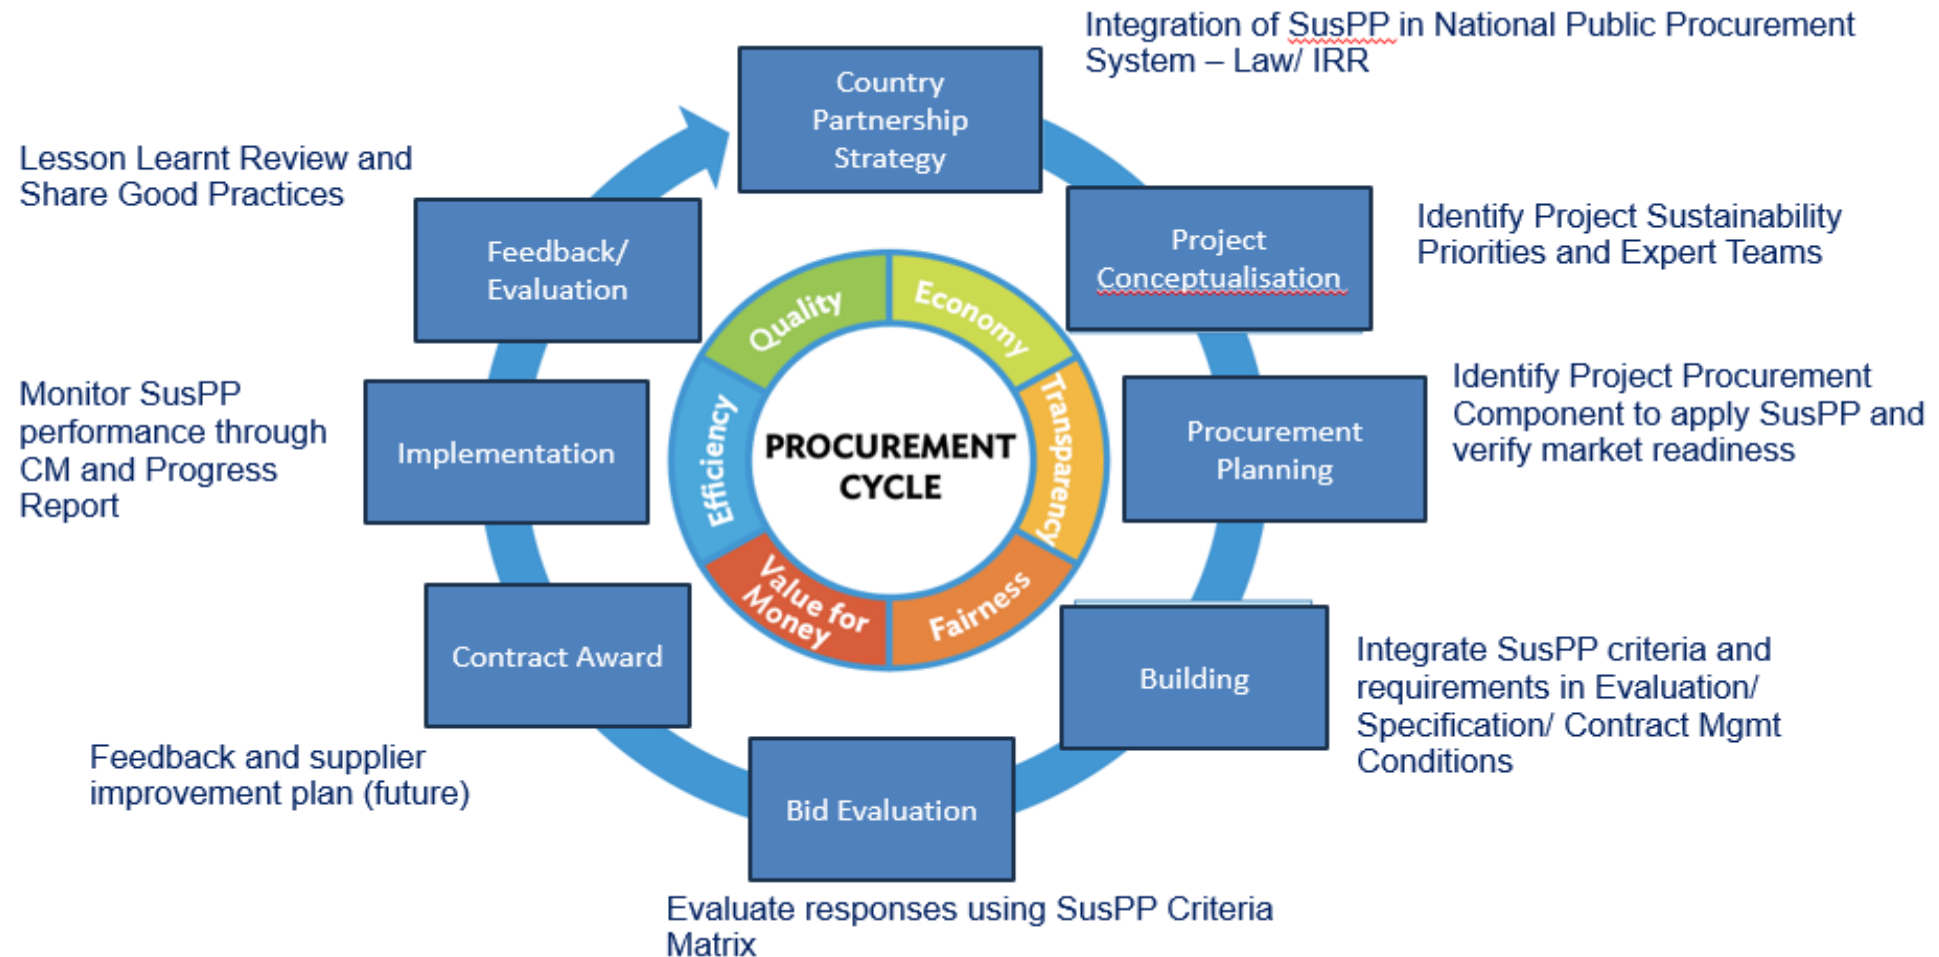 Integration of SusPP in National Public Procurement
System – Law/ IRR
Country
Partnership
Strategy
Lesson Learnt Review and
Share Good Practices
Feedback/
Evaluation
Project
Conceptualisation
Identify Project Sustainability
Priorities and Expert Teams
Quality
Economy
Transparency
Fairness
Value for
Money
Efficiency
PROCUREMENT
CYCLE
Monitor SusPP
performance through
CM and Progress
Report
Implementation
Procurement
Planning
Identify Project Procurement
Component to apply SusPP and
verify market readiness
Contract Award
Building
Integrate SusPP criteria and
requirements in Evaluation/
Specification/ Contract Mgmt
Conditions
Feedback and supplier
improvement plan (future)
Bid Evaluation
Evaluate responses using SusPP Criteria
Matrix